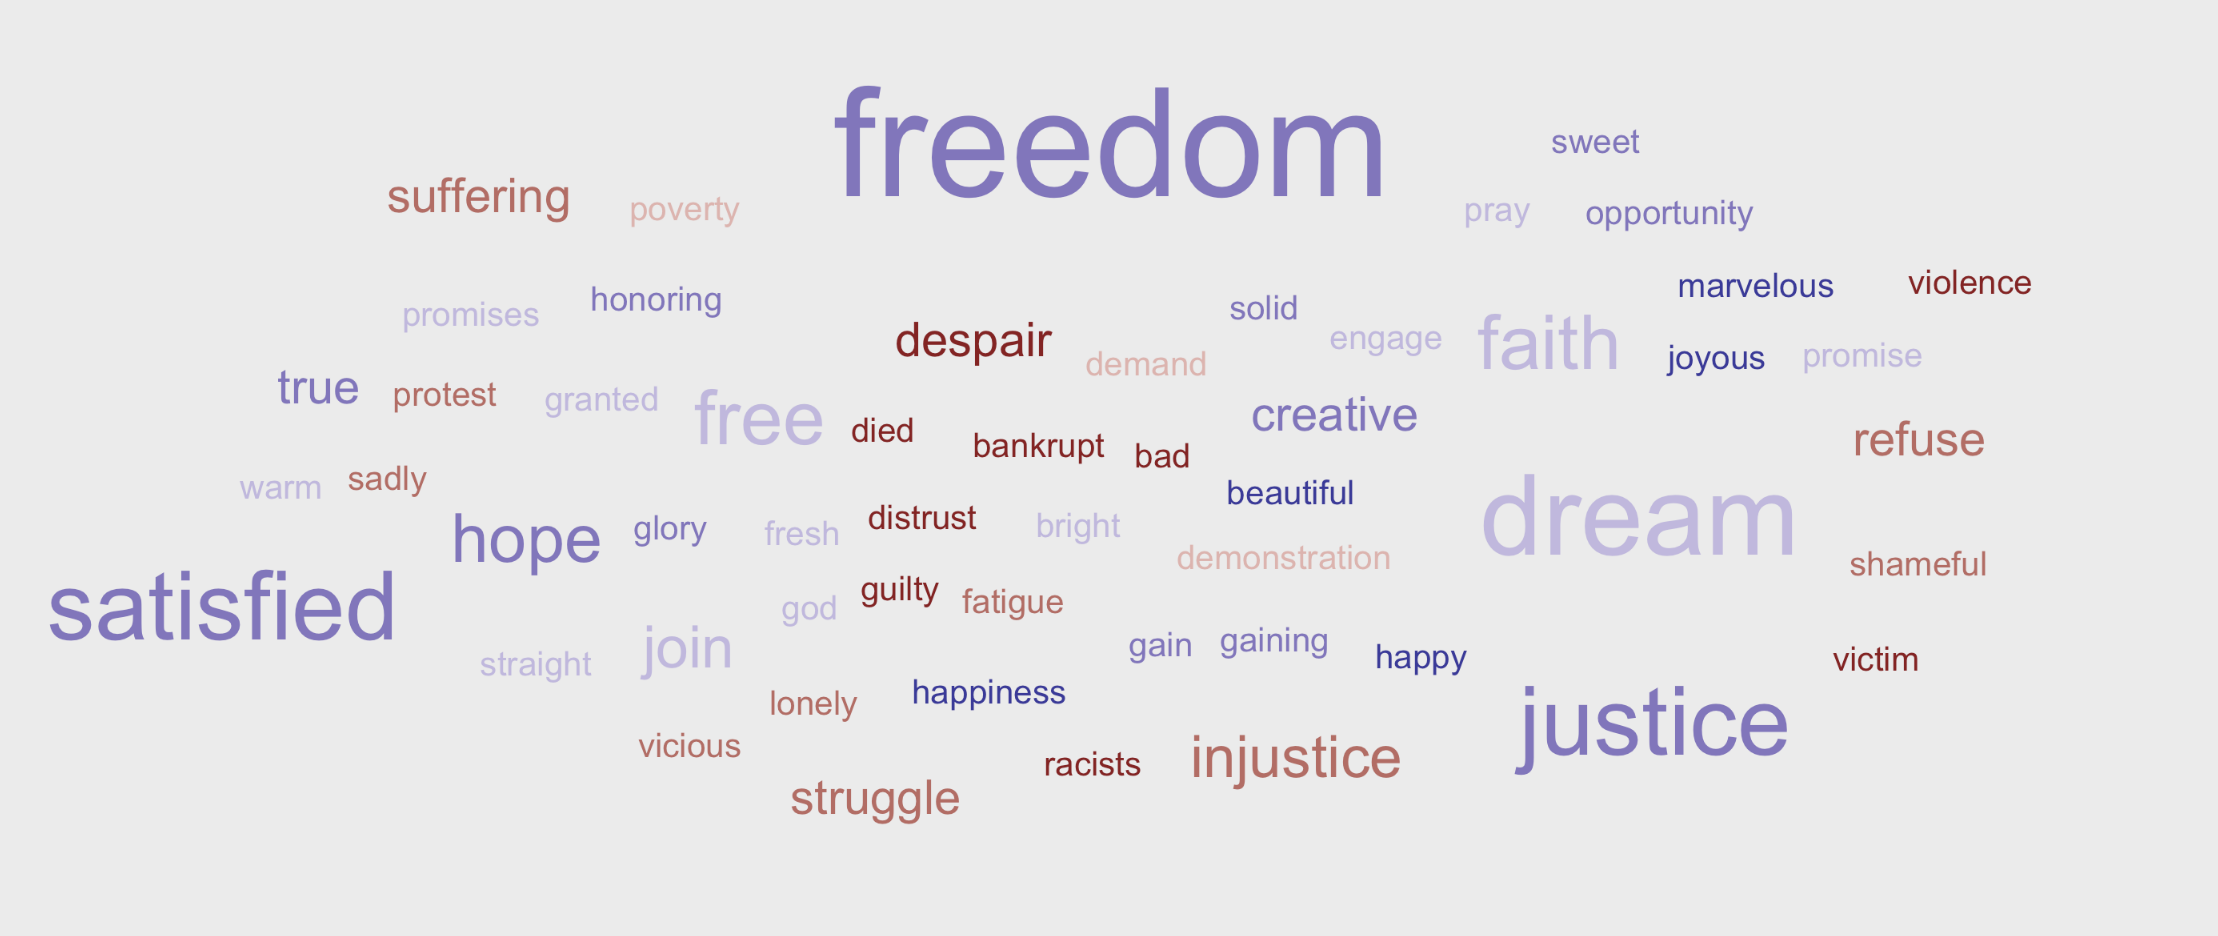 freedom
sweet
suffering
poverty
pray
opportunity
marvelous
violence
promises
honoring
solid
despair
demand
engage
faith
joyous
promise
true
protest
granted
free
died
bankrupt
bad
creative
refuse
warm
sadly
beautiful
hope
glory
fresh
distrust
bright
dream
demonstration
shameful
satisfied
god
guilty
fatigue
straight
join
gain
gaining
happy
victim
lonely
happiness
justice
vicious
racists
injustice
struggle